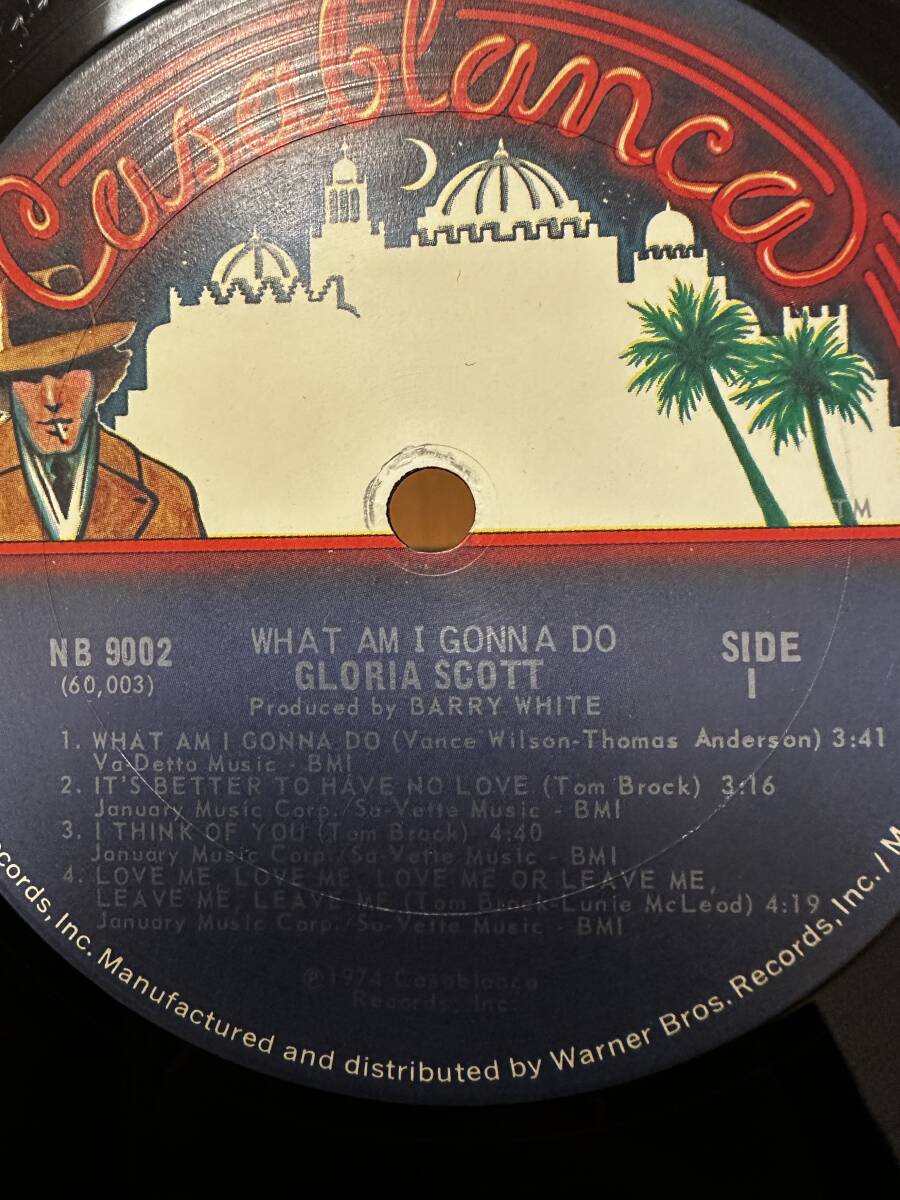 Casablanca
TM
NB 9002
(60,003)
WHAT AM I GONNA DO
GLORIA SCOTT
Produced by BARRY WHITE
SIDE
1
1. WHAT AM I GONNA DO (Vance Wilson-Thomas Anderson) 3:41
Va-Detta Music - BMI
2. IT'S BETTER TO HAVE NO LOVE (Tom Brock) 3:16
January Music Corp./Sa-Vette Music - BMI
3. I THINK OF YOU (Tom Brock) 4:40
January Music Corp./Sa-Vette Music - BMI
4. LOVE ME, LOVE ME, LOVE ME OR LEAVE ME,
LEAVE ME, LEAVE ME (Tom Brock-Lunie McLeod) 4:19
January Music Corp./Sa-Vette Music - BMI
℗1974 Casablanca
Records, Inc.
ecords, Inc. Manufactured and distributed by Warner Bros. Records, Inc. / M